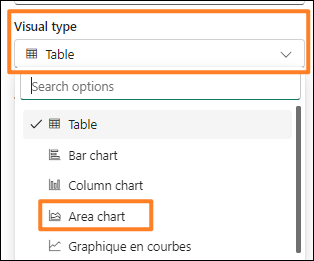 Visual type
Table
Search options
Table
Bar chart
Column chart
Area chart
Graphique en courbes